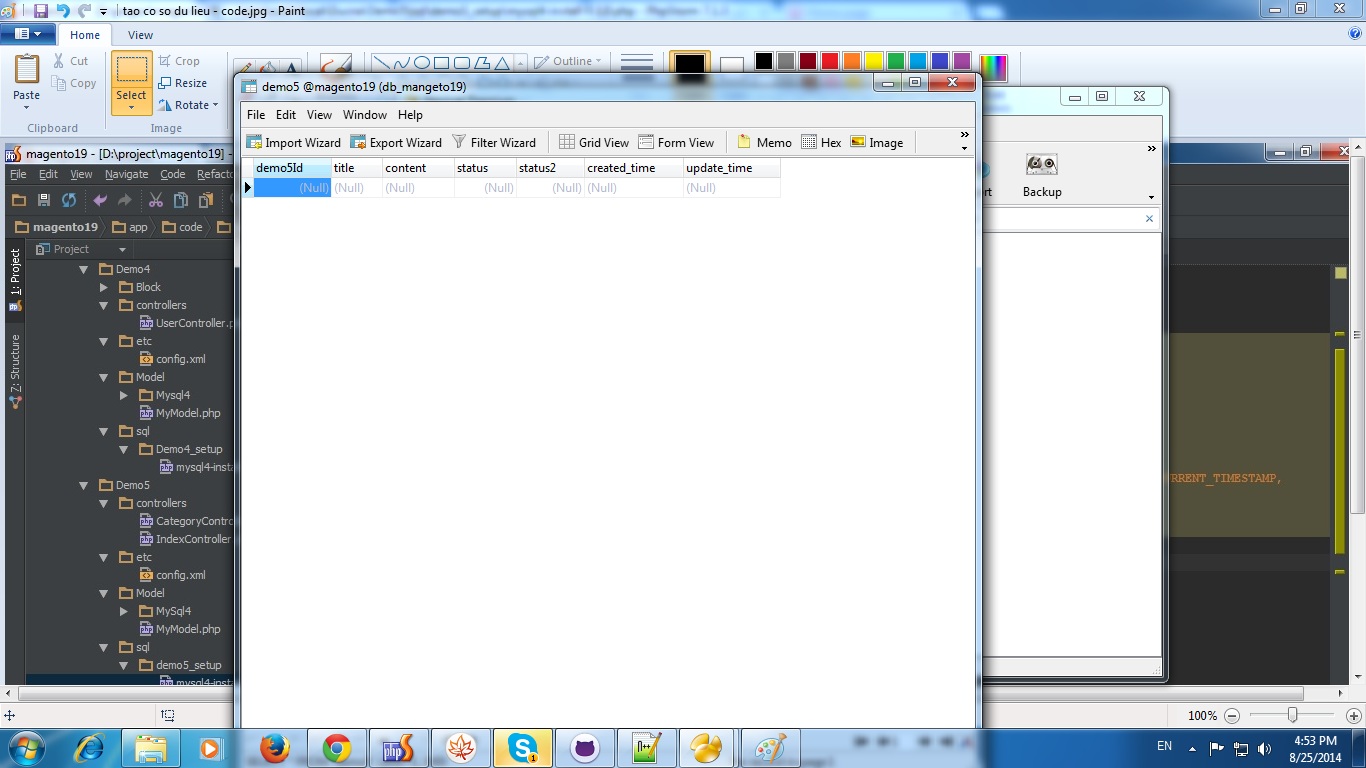 tao co so du lieu - code.jpg - Paint
Home View
Paste Cut Copy
Clipboard
Select Crop Resize Rotate
Image
Outline
demo5 @magento19 (db_mangeto19)
File Edit View Window Help
Import Wizard Export Wizard Filter Wizard Grid View Form View Memo Hex Image
demo5Id title content status status2 created_time update_time
(Null) (Null) (Null) (Null) (Null) (Null) (Null)
Backup
magento19 - [D:\project\magento19] -
File Edit View Navigate Code Refact
magento19 app code
Project
1: Project
Z: Structure
Demo4
Block
controllers
UserController.p
etc
config.xml
Model
Mysql4
MyModel.php
sql
Demo4_setup
mysql4-insta
Demo5
controllers
CategoryContro
IndexController
etc
config.xml
Model
MySql4
MyModel.php
sql
demo5_setup
mysql4-insta
RRENT_TIMESTAMP,
100%
EN
4:53 PM
8/25/2014